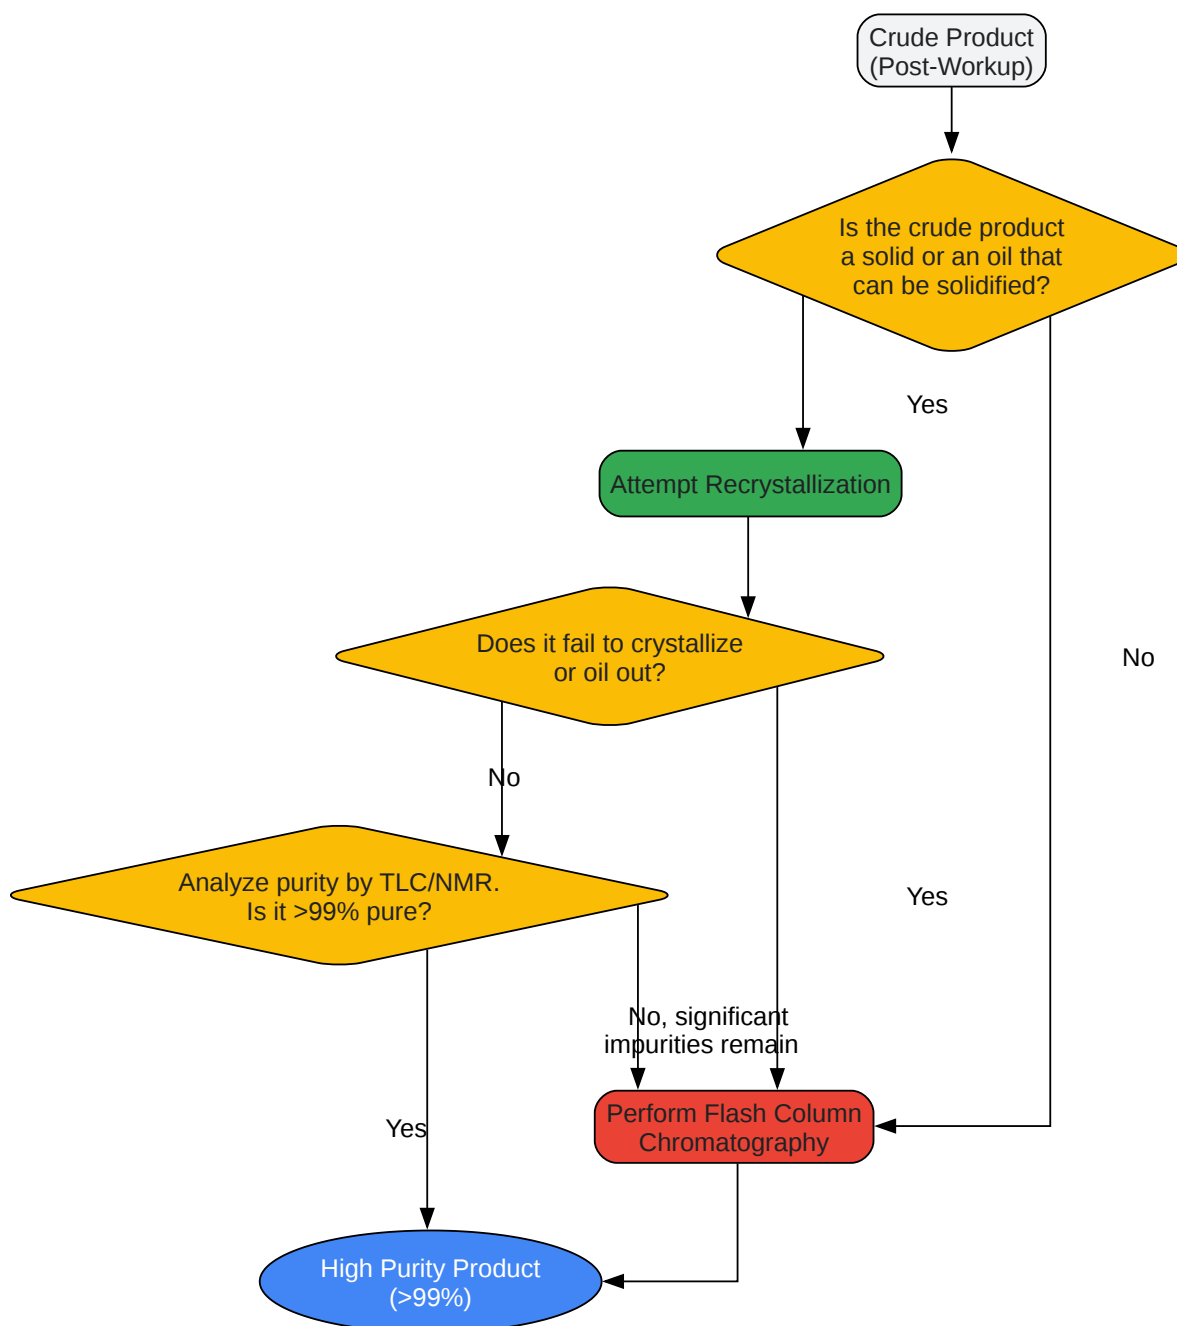 Crude Product
(Post-Workup)
Is the crude product
a solid or an oil that
can be solidified?
Yes
Attempt Recrystallization
Does it fail to crystallize
or oil out?
No
No
Analyze purity by TLC/NMR.
Is it >99% pure?
Yes
No, significant
impurities remain
Perform Flash Column
Chromatography
Yes
High Purity Product
(>99%)